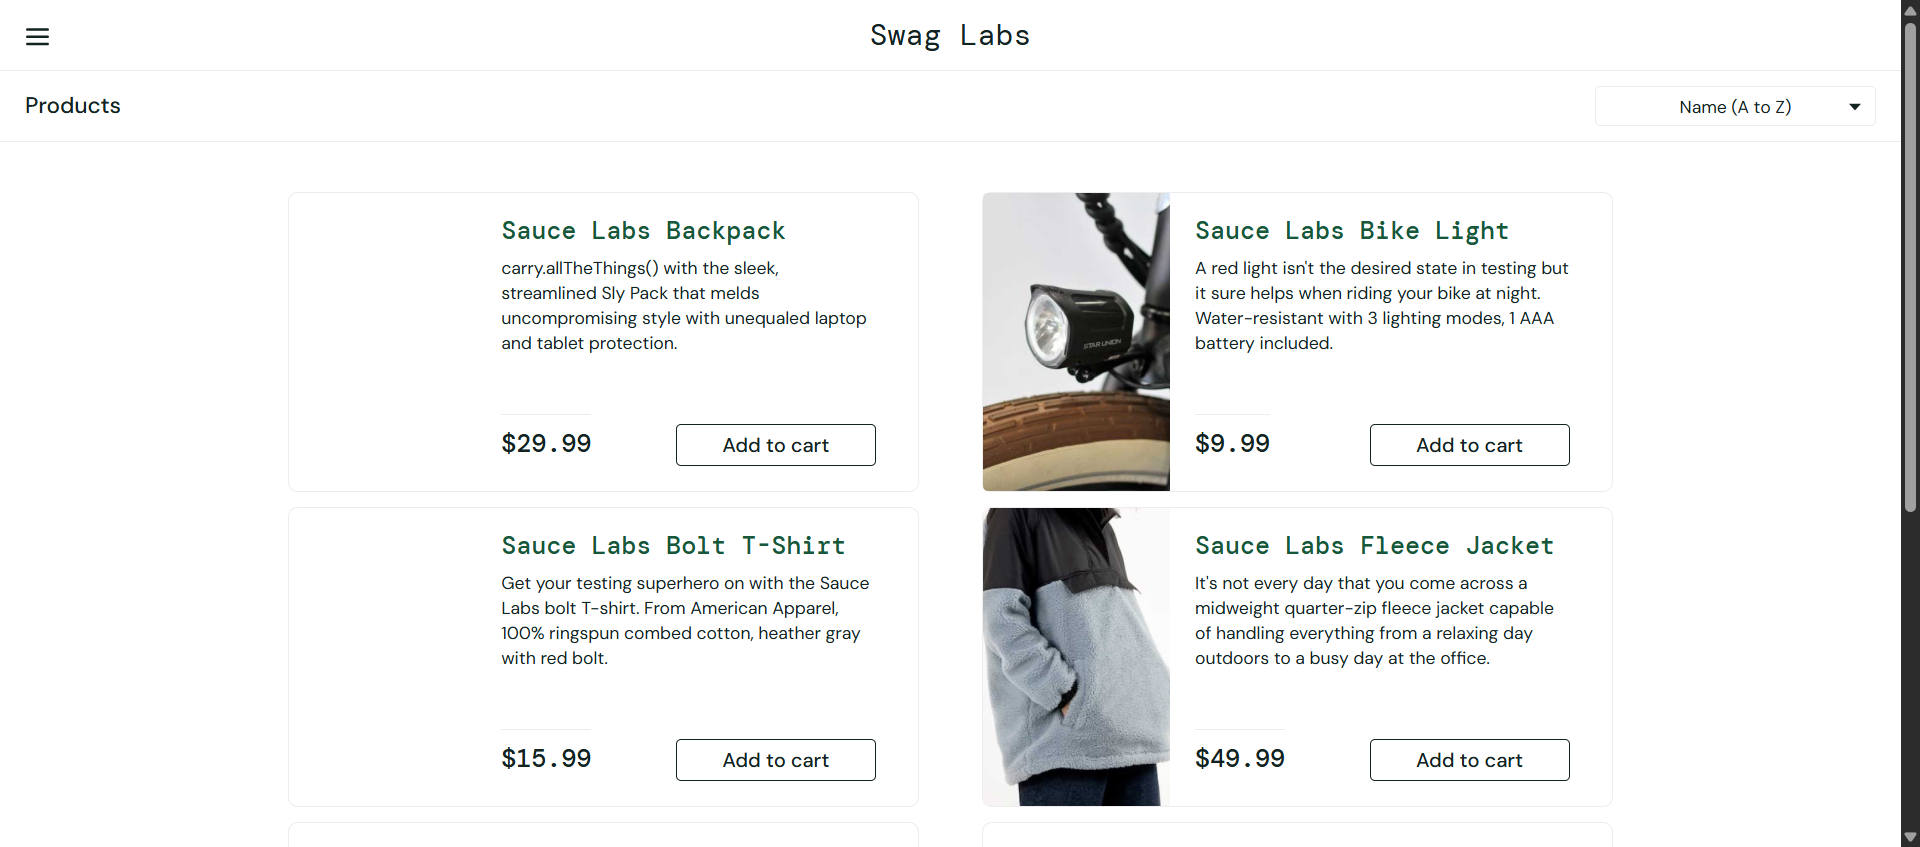 Swag Labs
Products
Name (A to Z)
Sauce Labs Backpack
carry.allTheThings() with the sleek,
streamlined Sly Pack that melds
uncompromising style with unequaled laptop
and tablet protection.
$29.99
Add to cart
Sauce Labs Bike Light
A red light isn't the desired state in testing but
it sure helps when riding your bike at night.
Water-resistant with 3 lighting modes, 1 AAA
battery included.
STAR UNION
$9.99
Add to cart
Sauce Labs Bolt T-Shirt
Get your testing superhero on with the Sauce
Labs bolt T-shirt. From American Apparel,
100% ringspun combed cotton, heather gray
with red bolt.
$15.99
Add to cart
Sauce Labs Fleece Jacket
It's not every day that you come across a
midweight quarter-zip fleece jacket capable
of handling everything from a relaxing day
outdoors to a busy day at the office.
$49.99
Add to cart